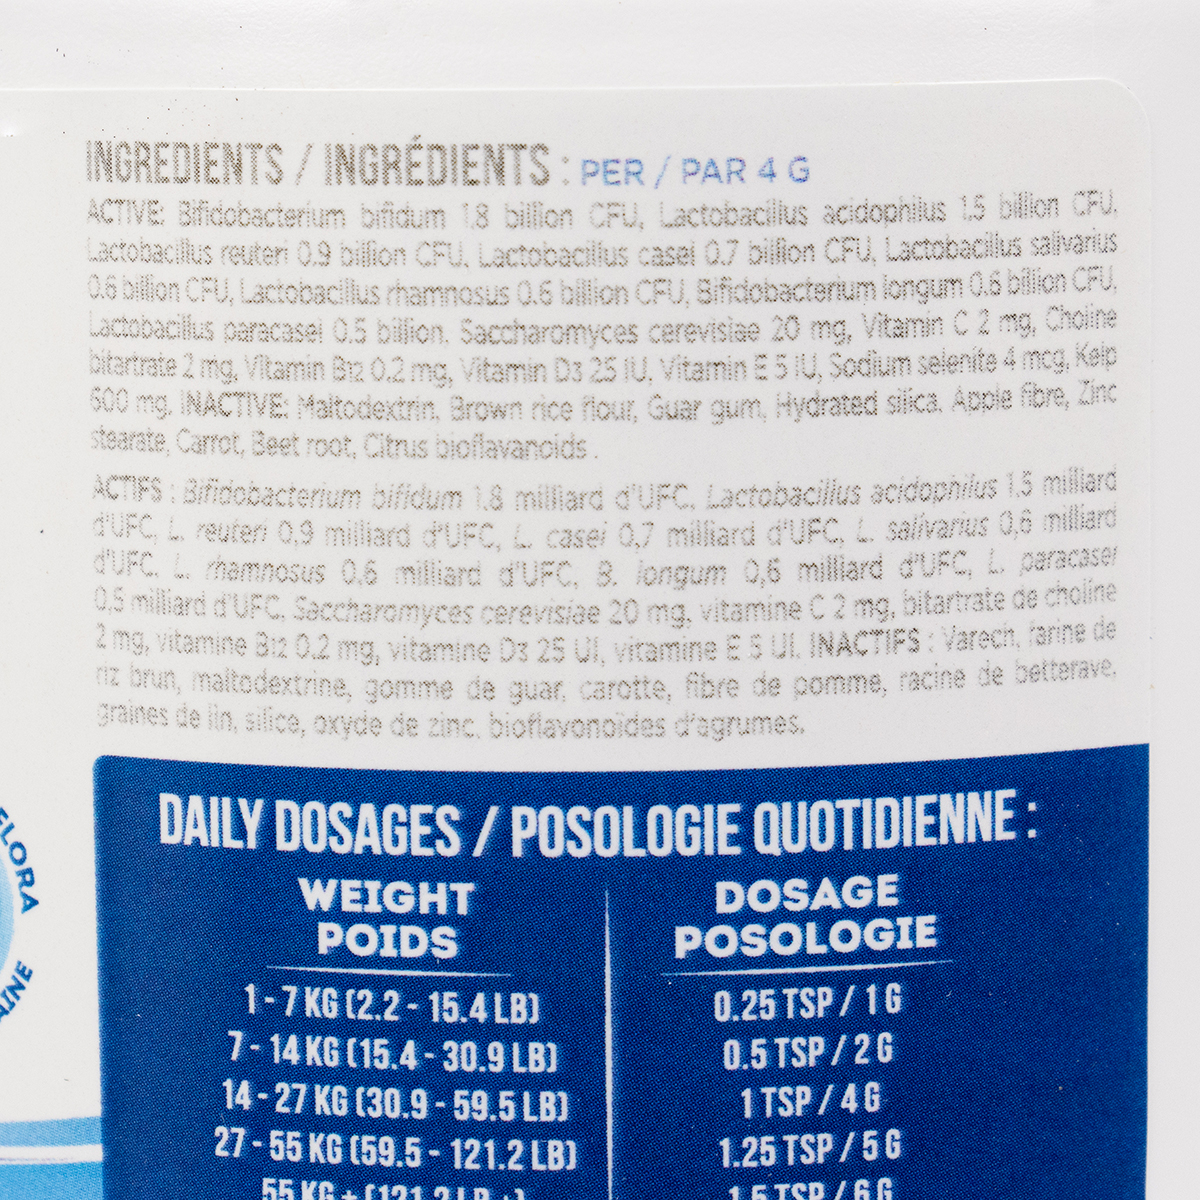 INGREDIENTS / INGRÉDIENTS : PER / PAR 4 G
ACTIVE: Bifidobacterium bifidum 1.8 billion CFU, Lactobacillus acidophilus 1.5 billion CFU,
Lactobacillus reuteri 0.9 billion CFU, Lactobacillus casei 0.7 billion CFU, Lactobacillus salivarius
0.6 billion CFU, Lactobacillus rhamnosus 0.6 billion CFU, Bifidobacterium longum 0.6 billion CFU,
Lactobacillus paracasei 0.5 billion, Saccharomyces cerevisiae 20 mg, Vitamin C 2 mg, Choline
bitartrate 2 mg, Vitamin B12 0.2 mg, Vitamin D3 25 IU, Vitamin E 5 IU, Sodium selenite 4 mcg, Kelp
600 mg. INACTIVE: Maltodextrin, Brown rice flour, Guar gum, Hydrated silica. Apple fibre, Zinc
stearate, Carrot, Beet root, Citrus bioflavanoids .
ACTIFS : Bifidobacterium bifidum 1.8 milliard d'UFC, Lactobacillus acidophilus 1,5 milliard
d'UFC, L. reuteri 0,9 milliard d'UFC, L. casei 0,7 milliard d'UFC, L. salivarius 0,6 milliard
d'UFC. L. rhamnosus 0,6 milliard d'UFC, B. longum 0,6 milliard d'UFC, L. paracasei
0,5 milliard d'UFC, Saccharomyces cerevisiae 20 mg, vitamine C 2 mg, bitartrate de choline
2 mg, vitamine B12 0.2 mg, vitamine D3 25 UI, vitamine E 5 UI. INACTIFS : Varech, farine de
riz brun, maltodextrine, gomme de guar, carotte, fibre de pomme, racine de betterave,
graines de lin, silice, oxyde de zinc, bioflavonoïdes d'agrumes.
DAILY DOSAGES / POSOLOGIE QUOTIDIENNE :
WEIGHT DOSAGE
POIDS POSOLOGIE
1 - 7 KG (2.2 - 15.4 LB) 0.25 TSP / 1 G
7 - 14 KG (15.4 - 30.9 LB) 0.5 TSP / 2 G
14 - 27 KG (30.9 - 59.5 LB) 1 TSP / 4 G
27 - 55 KG (59.5 - 121.2 LB) 1.25 TSP / 5 G
55 KG + (121.2 LB +) 1.5 TSP / 6 G
FLORA